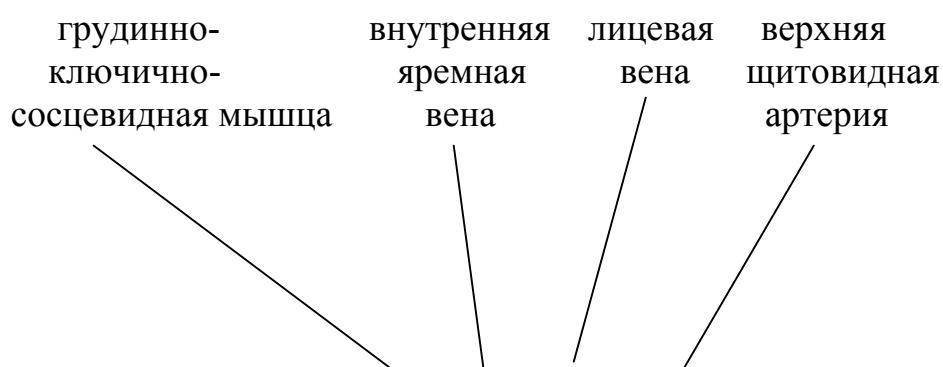 грудинно-
ключично-
сосцевидная мышца
внутренняя
яремная
вена
лицевая
вена
верхняя
щитовидная
артерия